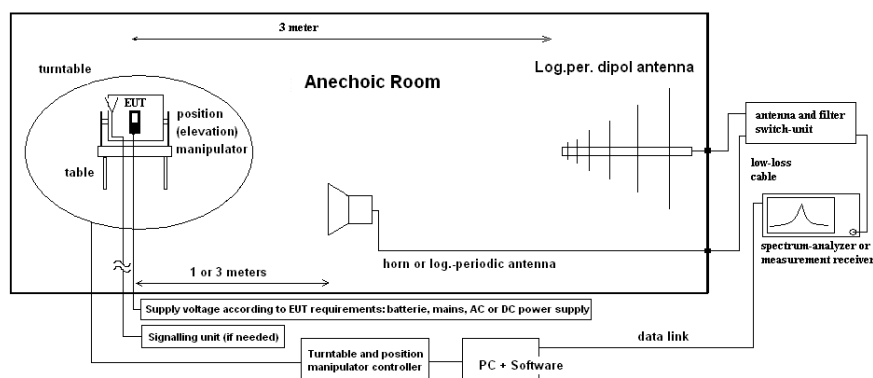 3 meter
turntable
Anechoic Room
Log.per. dipol antenna
EUT
position
(elevation)
manipulator
table
antenna and filter
switch-unit
low-loss
cable
spectrum-analyzer or
measurement receiver
horn or log.-periodic antenna
1 or 3 meters
Supply voltage according to EUT requirements: batterie, mains, AC or DC power supply
Signalling unit (if needed)
data link
Turntable and position
manipulator controller
PC + Software